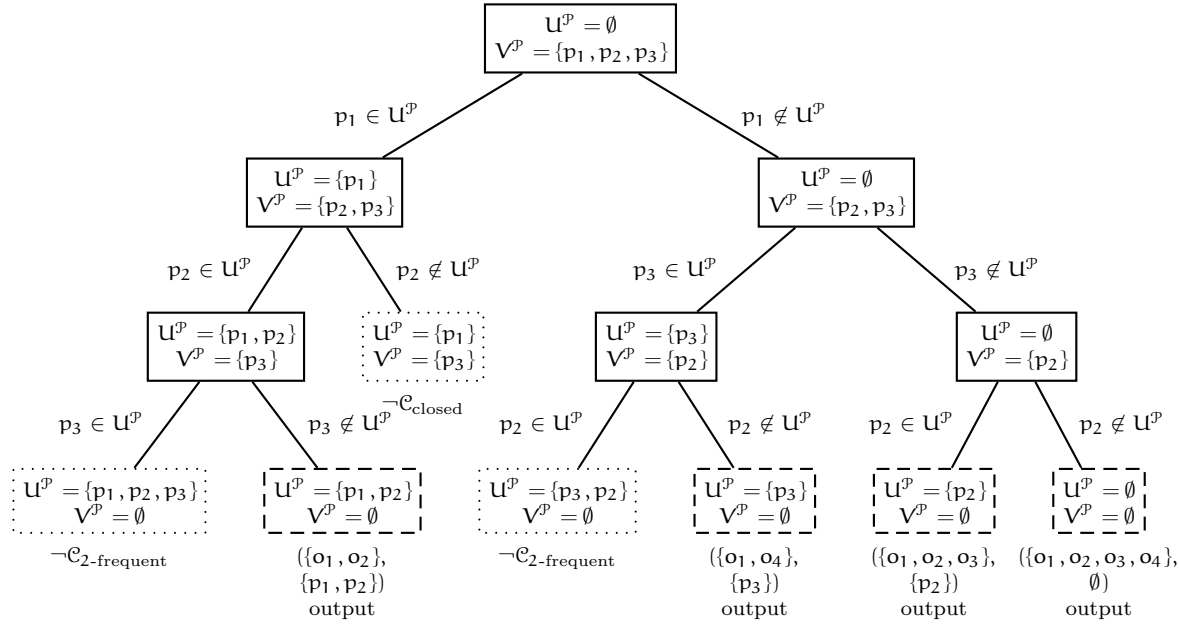 U^𝒫 = ∅
V^𝒫 = {p₁, p₂, p₃}
p₁ ∈ U^𝒫
p₁ ∉ U^𝒫
U^𝒫 = {p₁}
V^𝒫 = {p₂, p₃}
U^𝒫 = ∅
V^𝒫 = {p₂, p₃}
p₂ ∈ U^𝒫
p₂ ∉ U^𝒫
p₃ ∈ U^𝒫
p₃ ∉ U^𝒫
U^𝒫 = {p₁, p₂}
V^𝒫 = {p₃}
U^𝒫 = {p₁}
V^𝒫 = {p₃}
¬𝒞closed
U^𝒫 = {p₃}
V^𝒫 = {p₂}
U^𝒫 = ∅
V^𝒫 = {p₂}
p₃ ∈ U^𝒫
p₃ ∉ U^𝒫
p₂ ∈ U^𝒫
p₂ ∉ U^𝒫
p₂ ∈ U^𝒫
p₂ ∉ U^𝒫
U^𝒫 = {p₁, p₂, p₃}
V^𝒫 = ∅
¬𝒞2-frequent
U^𝒫 = {p₁, p₂}
V^𝒫 = ∅
({o₁, o₂},
{p₁, p₂})
output
U^𝒫 = {p₃, p₂}
V^𝒫 = ∅
¬𝒞2-frequent
U^𝒫 = {p₃}
V^𝒫 = ∅
({o₁, o₄},
{p₃})
output
U^𝒫 = {p₂}
V^𝒫 = ∅
({o₁, o₂, o₃},
{p₂})
output
U^𝒫 = ∅
V^𝒫 = ∅
({o₁, o₂, o₃, o₄},
∅)
output